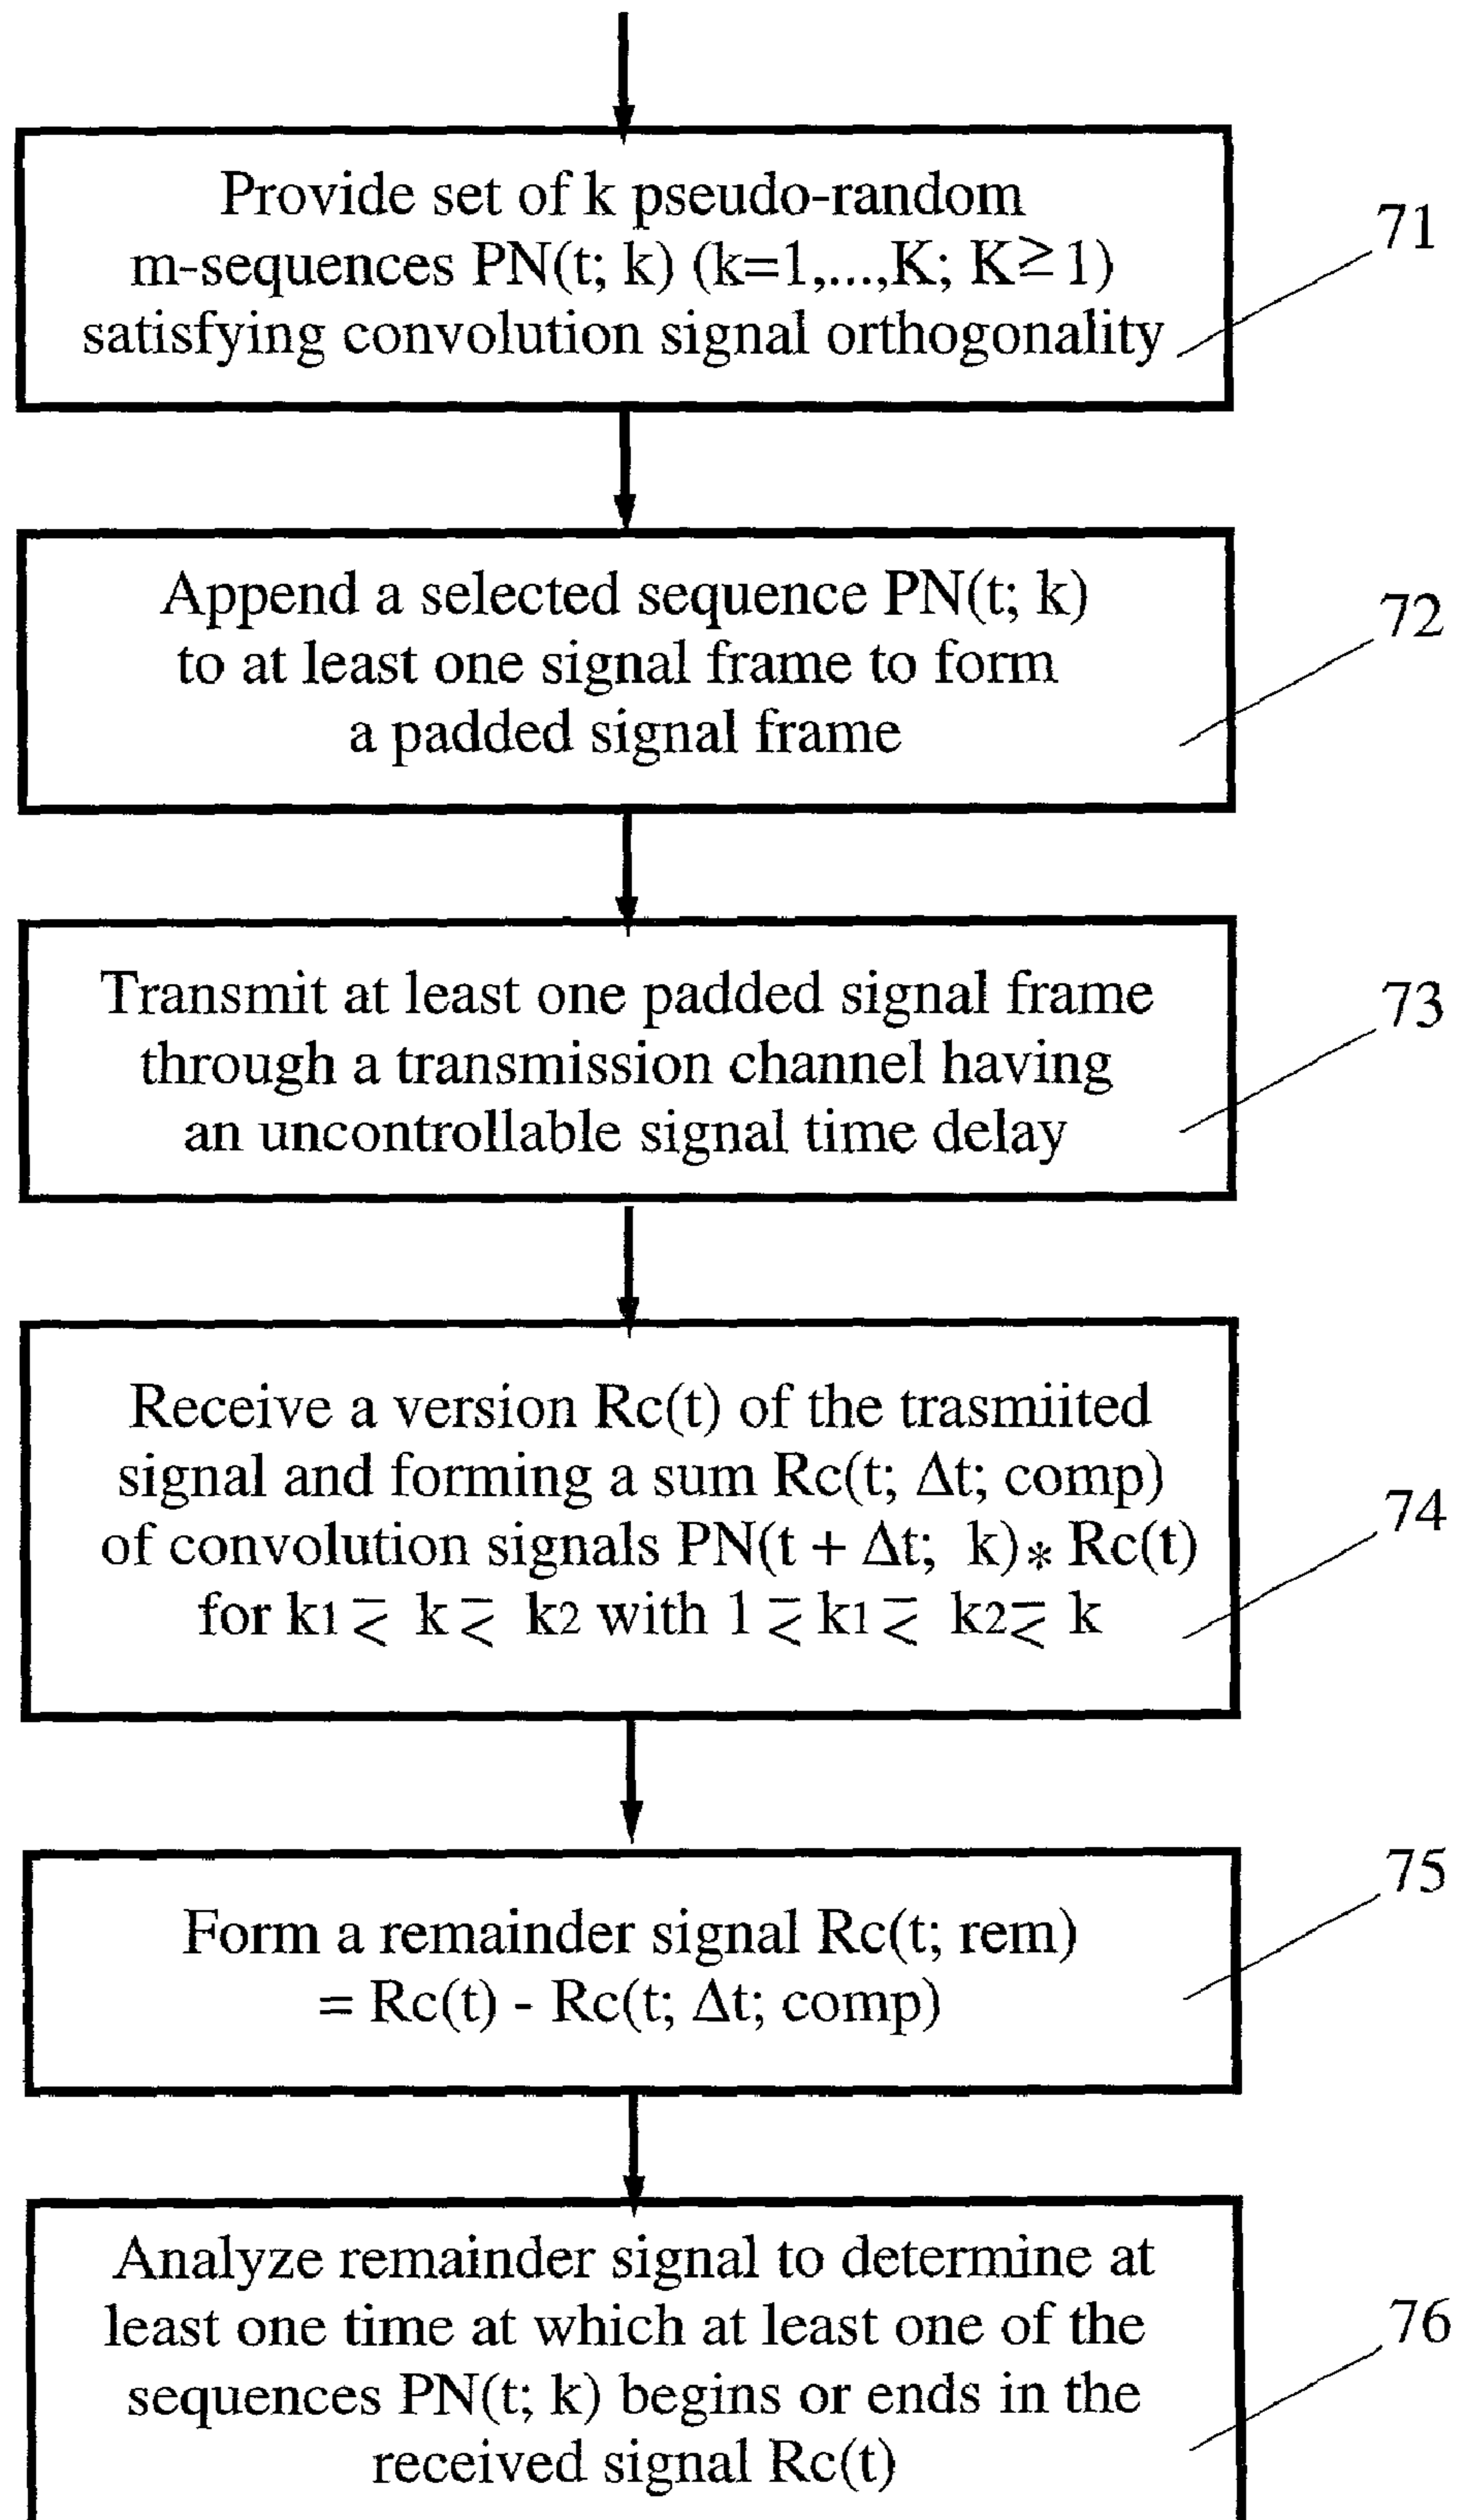 Provide set of k pseudo-random
m-sequences PN(t; k) (k=1,...,K; K≥1)
satisfying convolution signal orthogonality
71
Append a selected sequence PN(t; k)
to at least one signal frame to form
a padded signal frame
72
Transmit at least one padded signal frame
through a transmission channel having
an uncontrollable signal time delay
73
Receive a version Rc(t) of the trasmiited
signal and forming a sum Rc(t; Δt; comp)
of convolution signals PN(t + Δt; k) * Rc(t)
for k1 ≤ k ≤ k2 with 1 ≤ k1 ≤ k2 ≤ k
74
Form a remainder signal Rc(t; rem)
= Rc(t) - Rc(t; Δt; comp)
75
Analyze remainder signal to determine at
least one time at which at least one of the
sequences PN(t; k) begins or ends in the
received signal Rc(t)
76